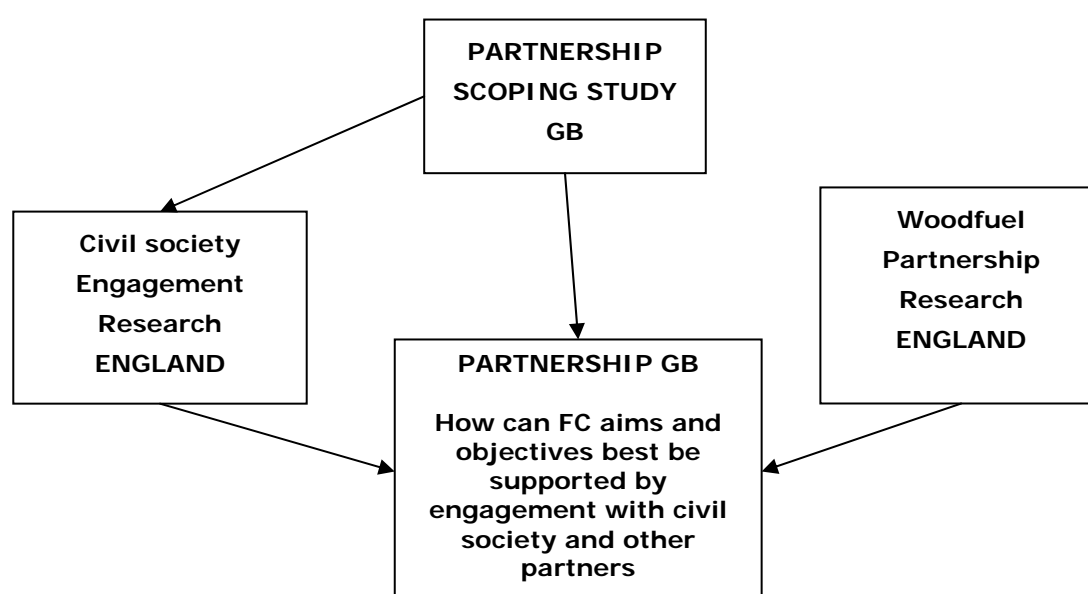 PARTNERSHIP
SCOPING STUDY
GB
Civil society
Engagement
Research
ENGLAND
Woodfuel
Partnership
Research
ENGLAND
PARTNERSHIP GB
How can FC aims and
objectives best be
supported by
engagement with civil
society and other
partners